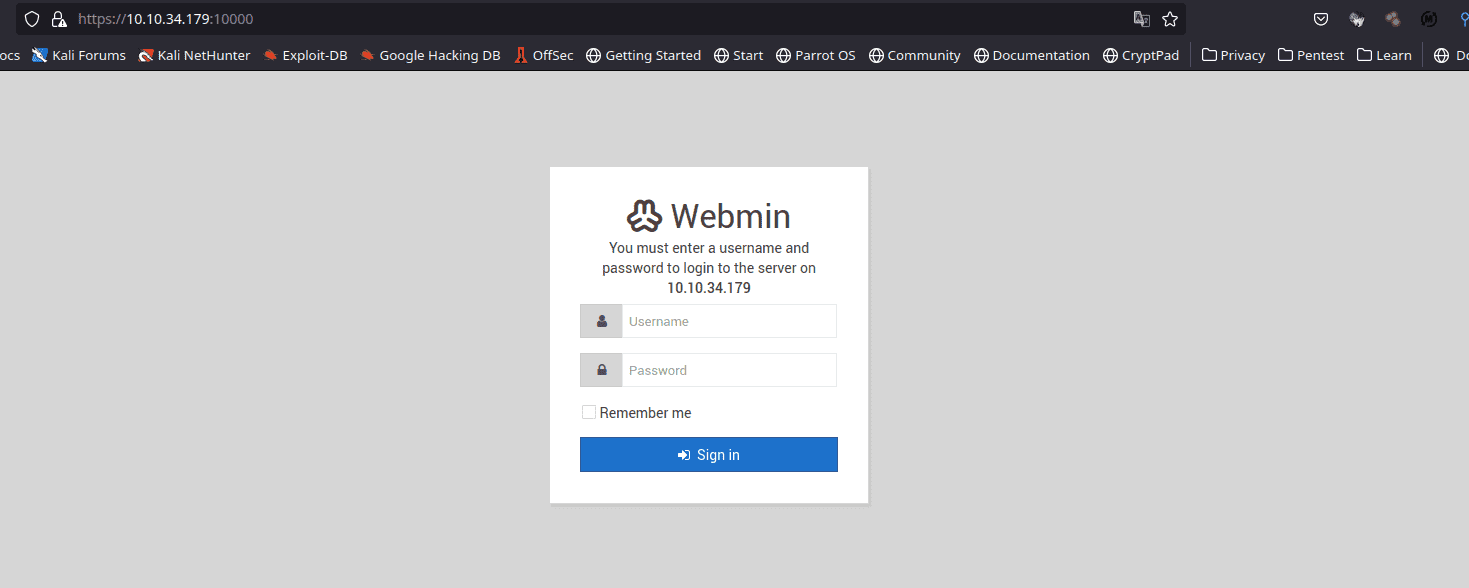 https://10.10.34.179:10000
ocs Kali Forums Kali NetHunter Exploit-DB Google Hacking DB OffSec Getting Started Start Parrot OS Community Documentation CryptPad Privacy Pentest Learn Do
Webmin
You must enter a username and
password to login to the server on
10.10.34.179
Username
Password
Remember me
Sign in